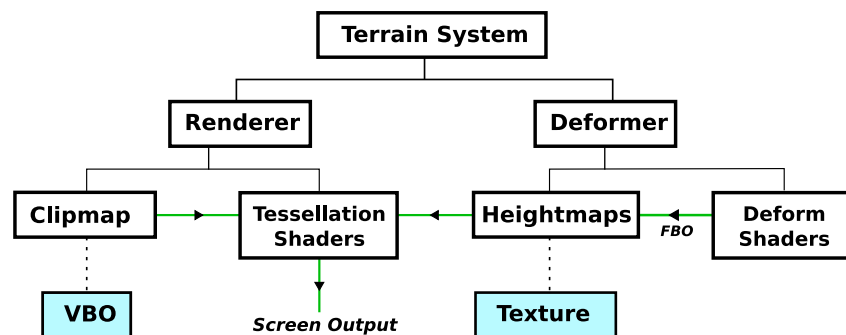 Terrain System
Renderer
Deformer
Clipmap
Tessellation
Shaders
Heightmaps
FBO
Deform
Shaders
VBO
Screen Output
Texture